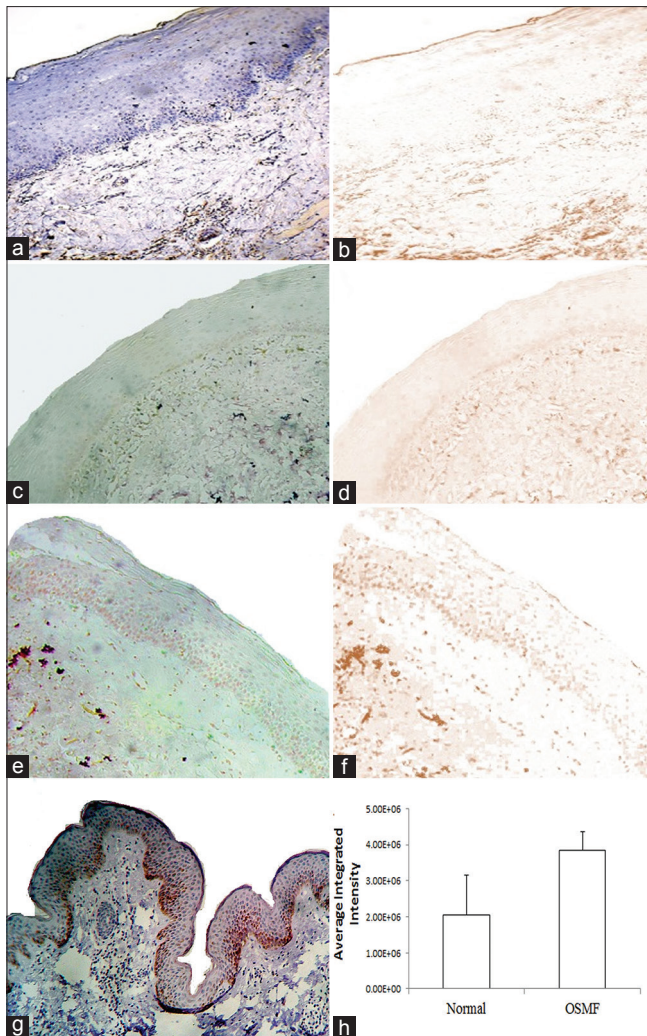 a
b
c
d
e
f
g
h
Average Integrated
Intensity
5.00E+06
4.00E+06
3.00E+06
2.00E+06
1.00E+06
0.00E+00
Normal
OSMF